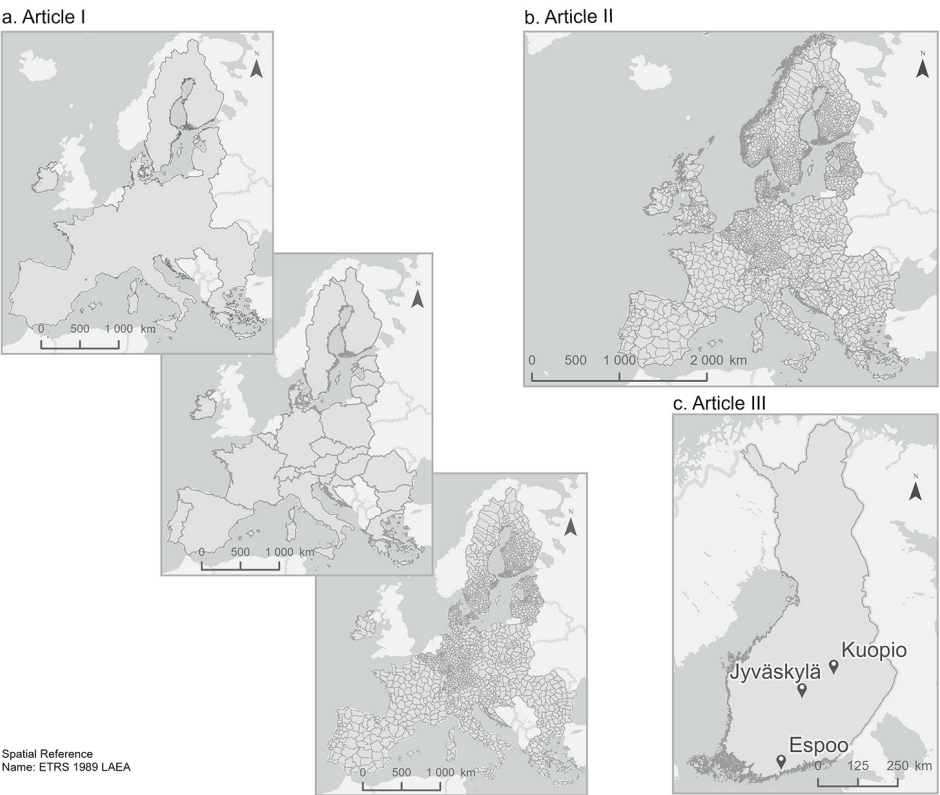 a. Article I
N
0 500 1 000 km
N
0 500 1 000 km
N
0 500 1 000 km
b. Article II
N
0 500 1 000 2 000 km
c. Article III
N
Kuopio
Jyväskylä
Espoo
0 125 250 km
Spatial Reference
Name: ETRS 1989 LAEA